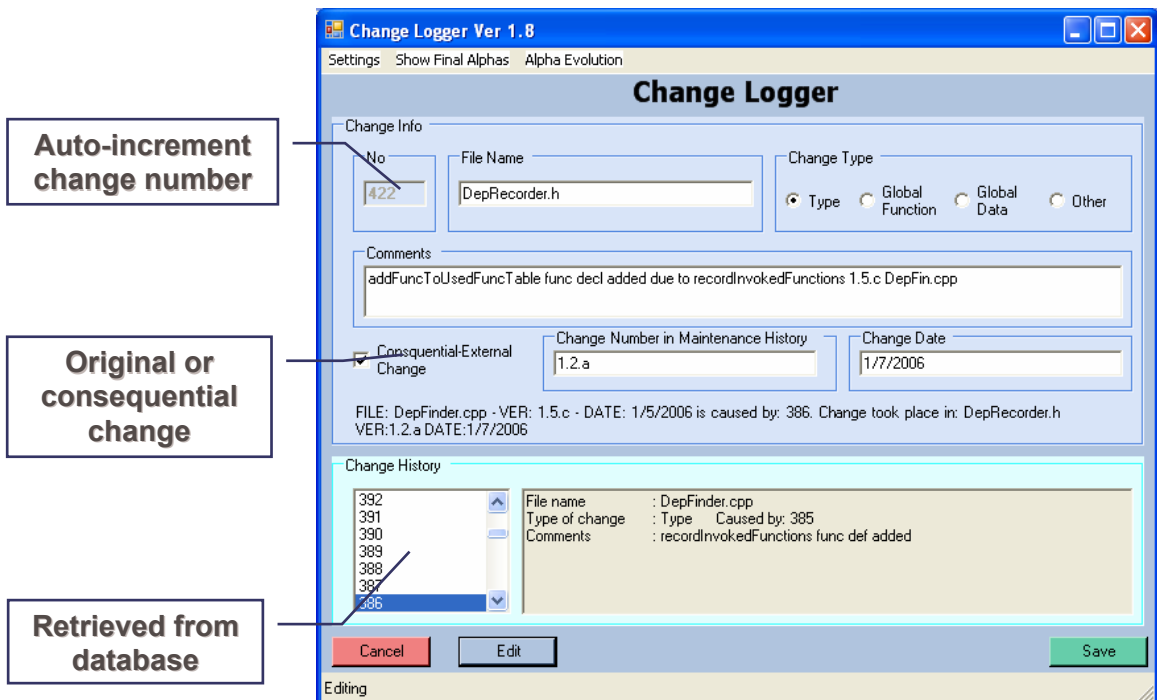 Change Logger Ver 1.8
Settings Show Final Alphas Alpha Evolution
Change Logger
Change Info
Auto-increment
change number
No
422
File Name
DepRecorder.h
Change Type
Type
Global
Function
Global
Data
Other
Comments
addFuncToUsedFuncTable func decl added due to recordInvokedFunctions 1.5.c DepFin.cpp
Original or
consequential
change
Consquential-External
Change
Change Number in Maintenance History
1.2.a
Change Date
1/7/2006
FILE: DepFinder.cpp - VER: 1.5.c - DATE: 1/5/2006 is caused by: 386. Change took place in: DepRecorder.h
VER:1.2.a DATE:1/7/2006
Change History
392
391
390
389
388
387
386
File name : DepFinder.cpp
Type of change : Type Caused by: 385
Comments : recordInvokedFunctions func def added
Retrieved from
database
Cancel
Edit
Save
Editing